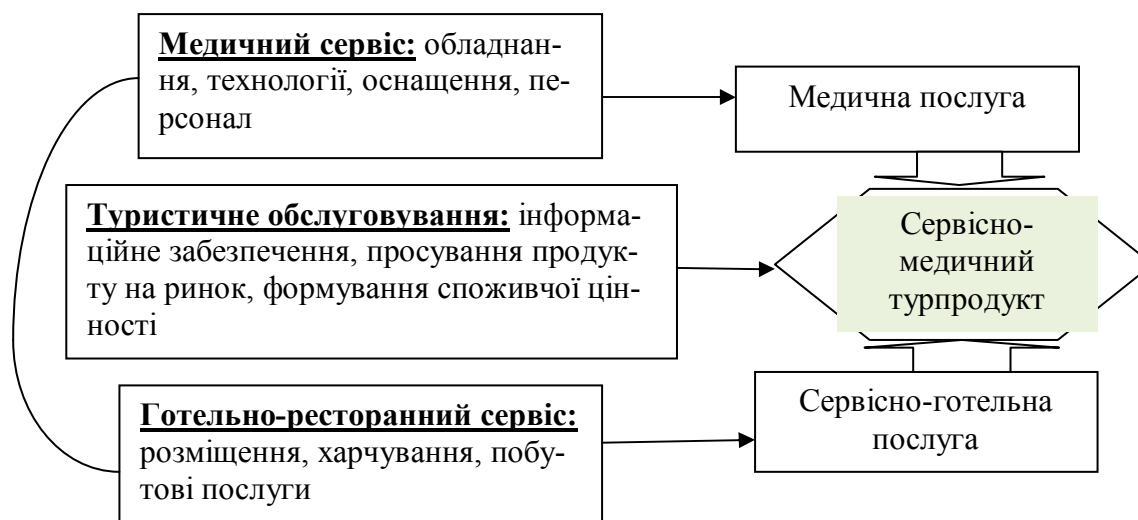 Медичний сервіс: обладнан-
ня, технології, оснащення, пе-
рсонал
Медична послуга
Туристичне обслуговування: інформа-
ційне забезпечення, просування продук-
ту на ринок, формування споживчої цін-
ності
Сервісно-
медичний
турпродукт
Готельно-ресторанний сервіс:
розміщення, харчування, побу-
тові послуги
Сервісно-готельна
послуга